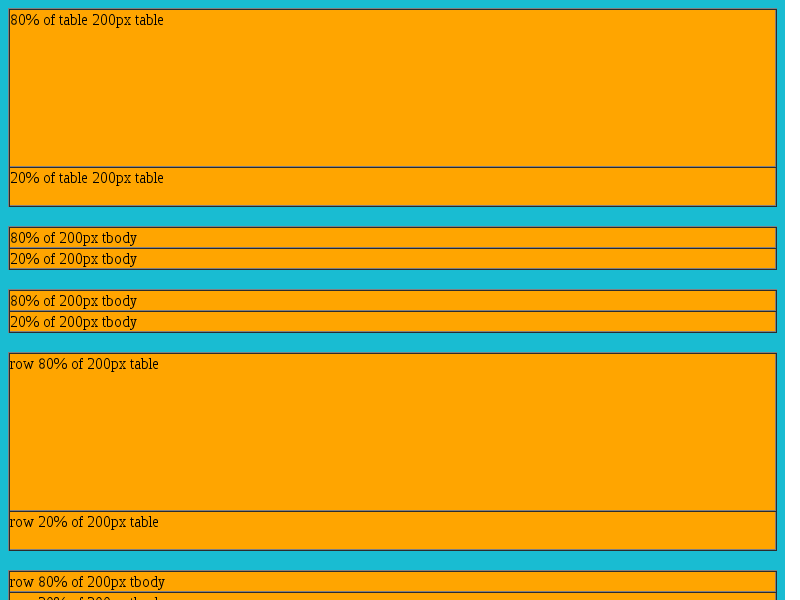 80% of table 200px table
20% of table 200px table
80% of 200px tbody
20% of 200px tbody
80% of 200px tbody
20% of 200px tbody
row 80% of 200px table
row 20% of 200px table
row 80% of 200px tbody